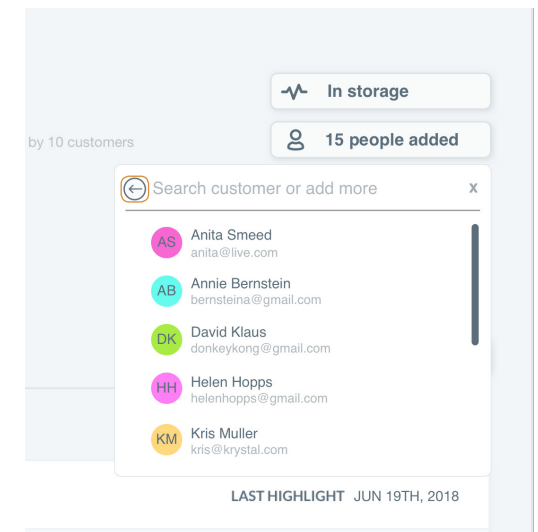 In storage
by 10 customers
15 people added
Search customer or add more x
AS Anita Smeed
anita@live.com
AB Annie Bernstein
bernsteina@gmail.com
DK David Klaus
donkeykong@gmail.com
HH Helen Hopps
helenhopps@gmail.com
KM Kris Muller
kris@krystal.com
LAST HIGHLIGHT JUN 19TH, 2018